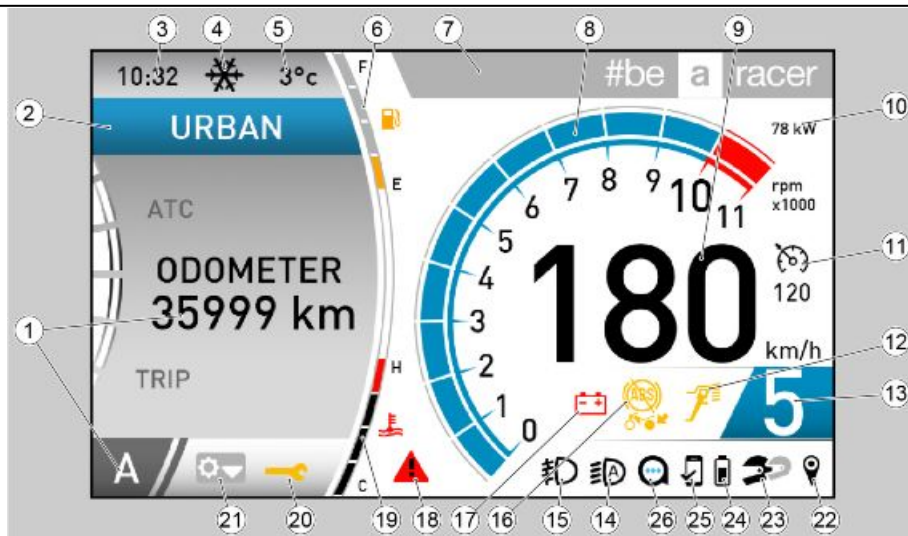 3 4 5 6 7 8 9
10:32 3°c F #be a racer
2 URBAN 10
78 kW
E
ATC
rpm
x1000
0 1 2 3 4 5 6 7 8 9 10 11
ODOMETER
35999 km
180
11
120
1
12
km/h
H
TRIP
5
13
ABS
A
C
A
21 20 19 18 17 16 15 14 26 25 24 23 22